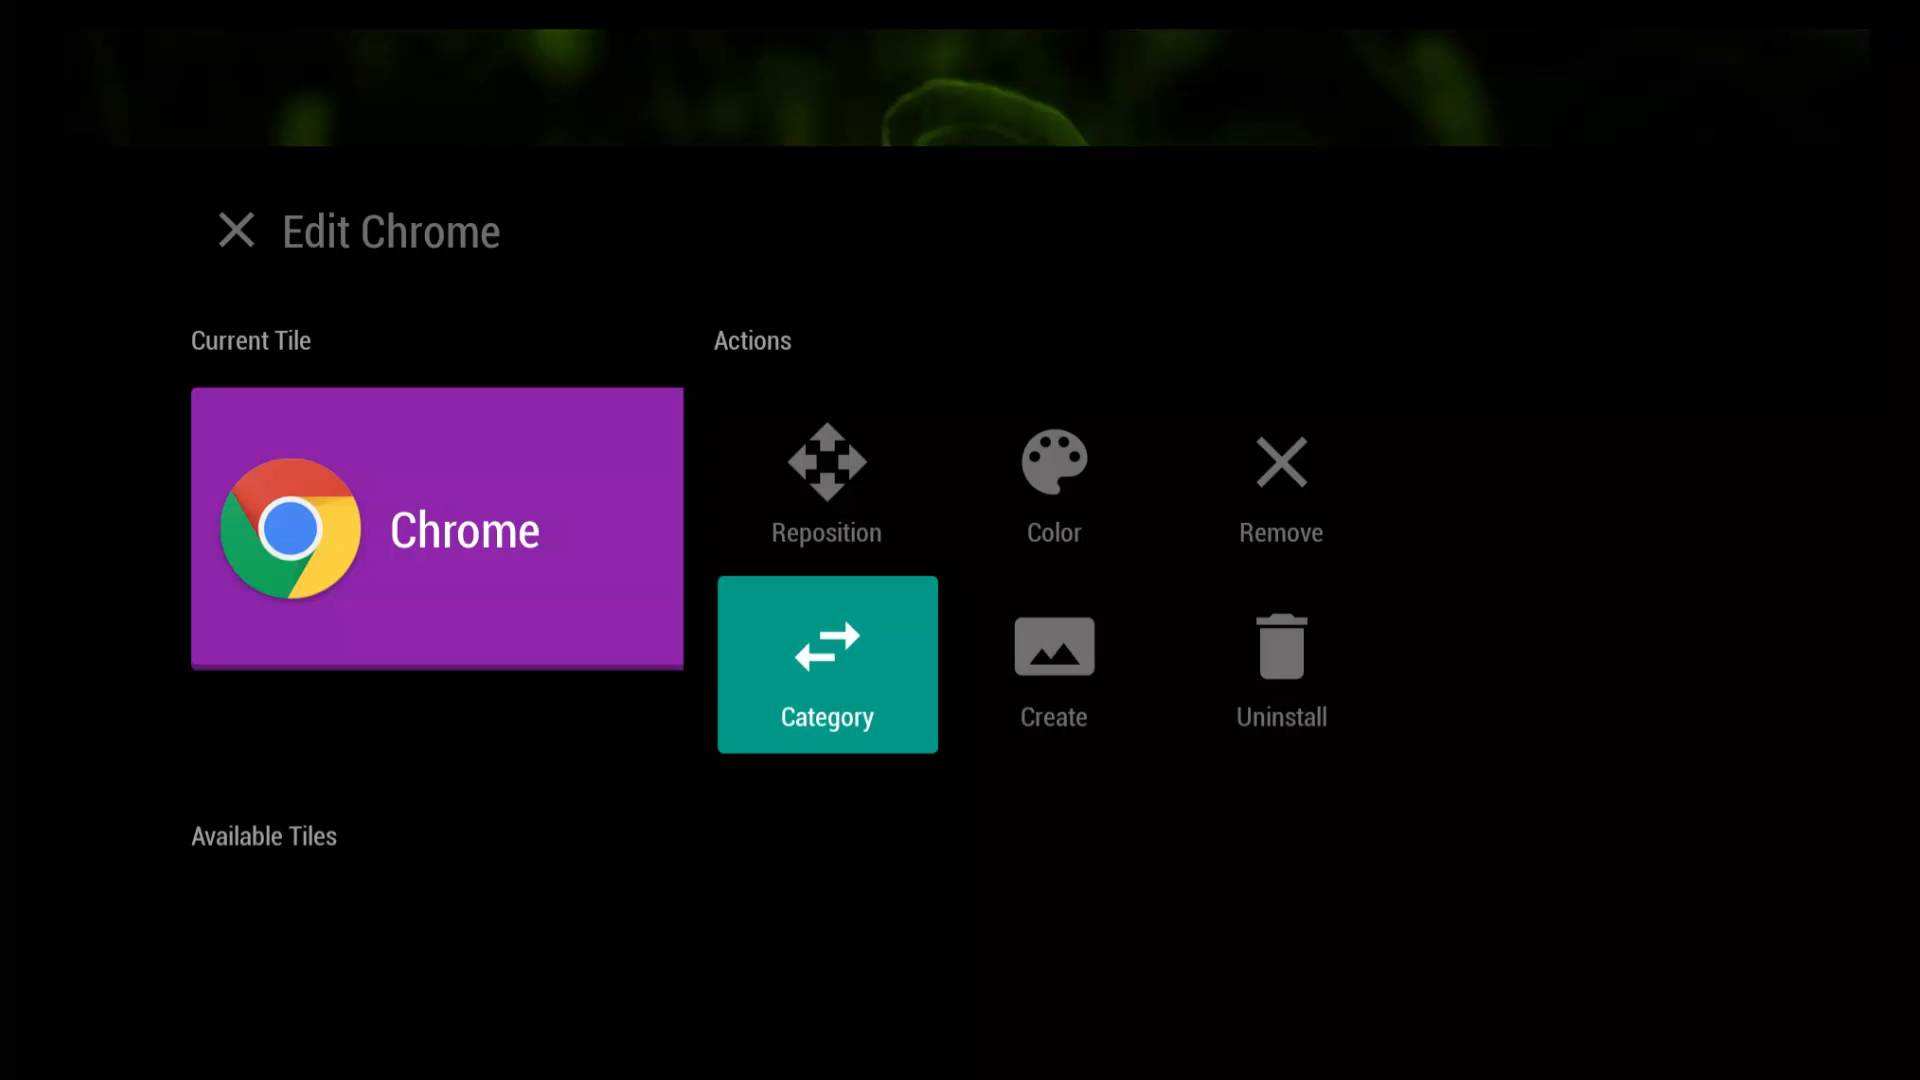 Edit Chrome
Current Tile
Actions
Chrome
Reposition
Color
Remove
Category
Create
Uninstall
Available Tiles